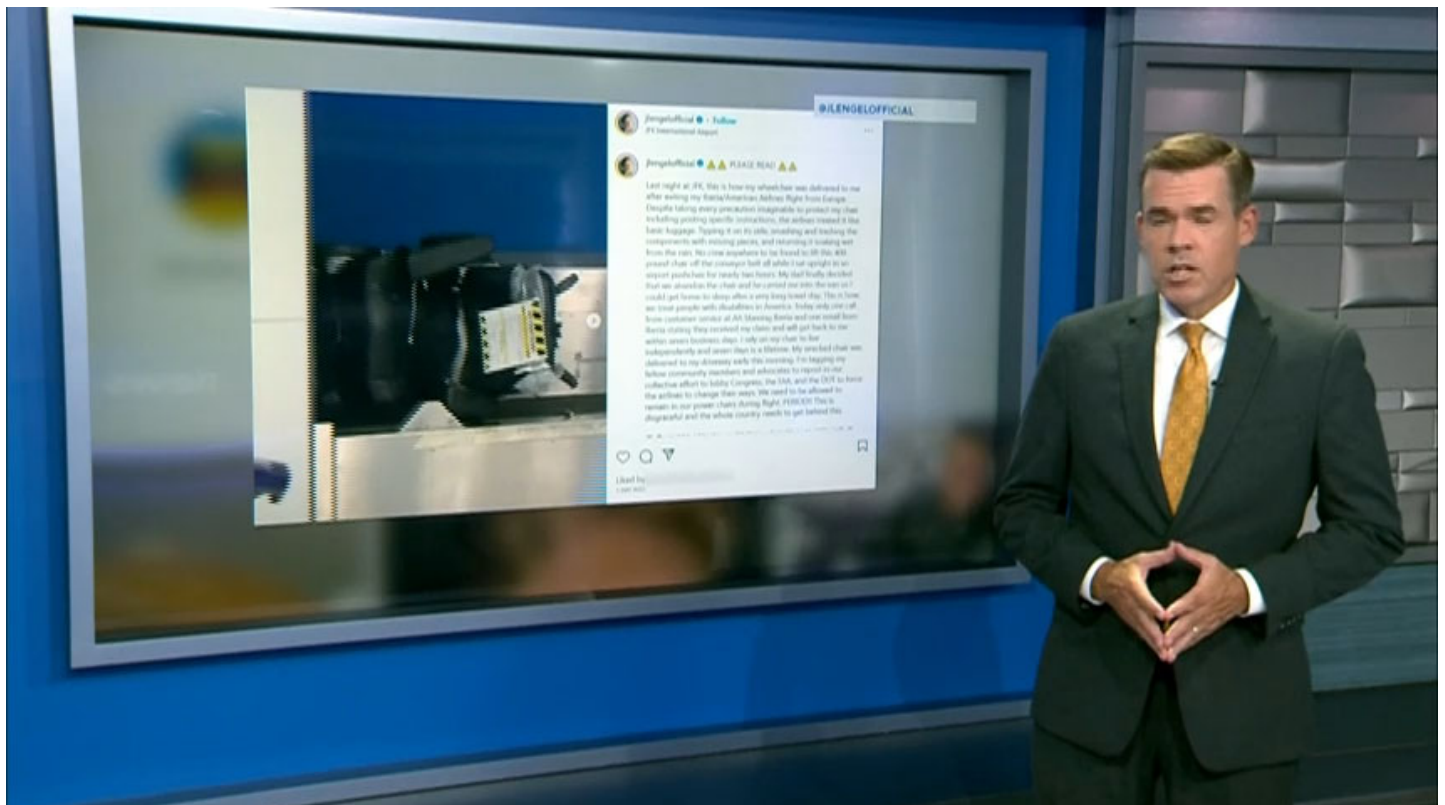 @JLENGELOFFICIAL
jlengelofficial • Follow
JFK International Airport
jlengelofficial PLEASE READ
Last night at JFK, this is how my wheelchair was delivered to me
after exiting my Iberia/American Airlines flight from Europe.
Despite taking every precaution imaginable to protect my chair
including posting specific instructions, the airlines treated it like
basic luggage. Tipping it on its side, smashing and trashing the
components with missing pieces, and returning it soaking wet
from the rain. No crew anywhere to be found to lift this 400
pound chair off the conveyor belt all while I sat upright in an
airport pushchair for nearly two hours. My dad finally decided
that we abandon the chair and he carried me into the van so I
could get home to sleep after a very long travel day. This is how
we treat people with disabilities in America. Today only one call
from customer service at AA blaming Iberia and one email from
Iberia stating they received my claim and will get back to me
within seven business days. I rely on my chair to live
independently and seven days is a lifetime. My wrecked chair was
delivered to my driveway early this morning. I'm tagging my
fellow community members and advocates to report in our
collective effort to lobby Congress, the FAA, and the DOT to force
the airlines to change their ways. We need to be allowed to
remain in our power chairs during flight. PERIOD!! This is
disgraceful and the whole country needs to get behind this
Liked by